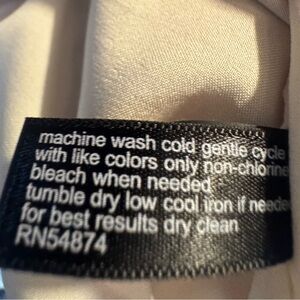 machine wash cold gentle cycle
with like colors only non-chlorine
bleach when needed
tumble dry low cool iron if needed
for best results dry clean
RN54874